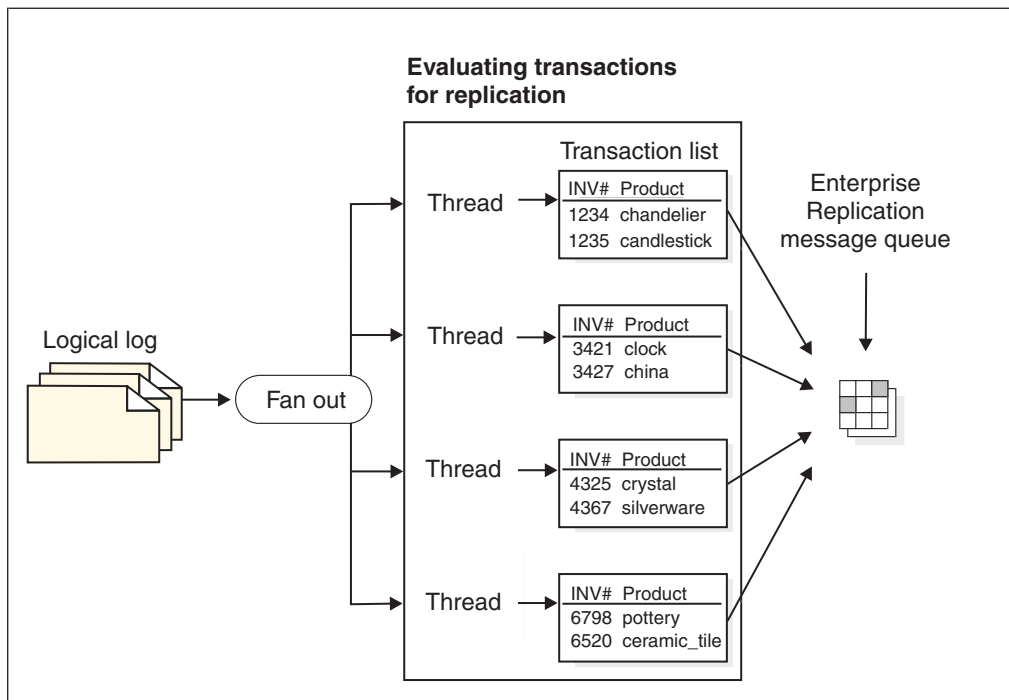 Evaluating transactions
for replication
Transaction list
Logical log
Fan out
Thread
INV# Product
1234 chandelier
1235 candlestick
Thread
INV# Product
3421 clock
3427 china
Thread
INV# Product
4325 crystal
4367 silverware
Thread
INV# Product
6798 pottery
6520 ceramic_tile
Enterprise
Replication
message queue